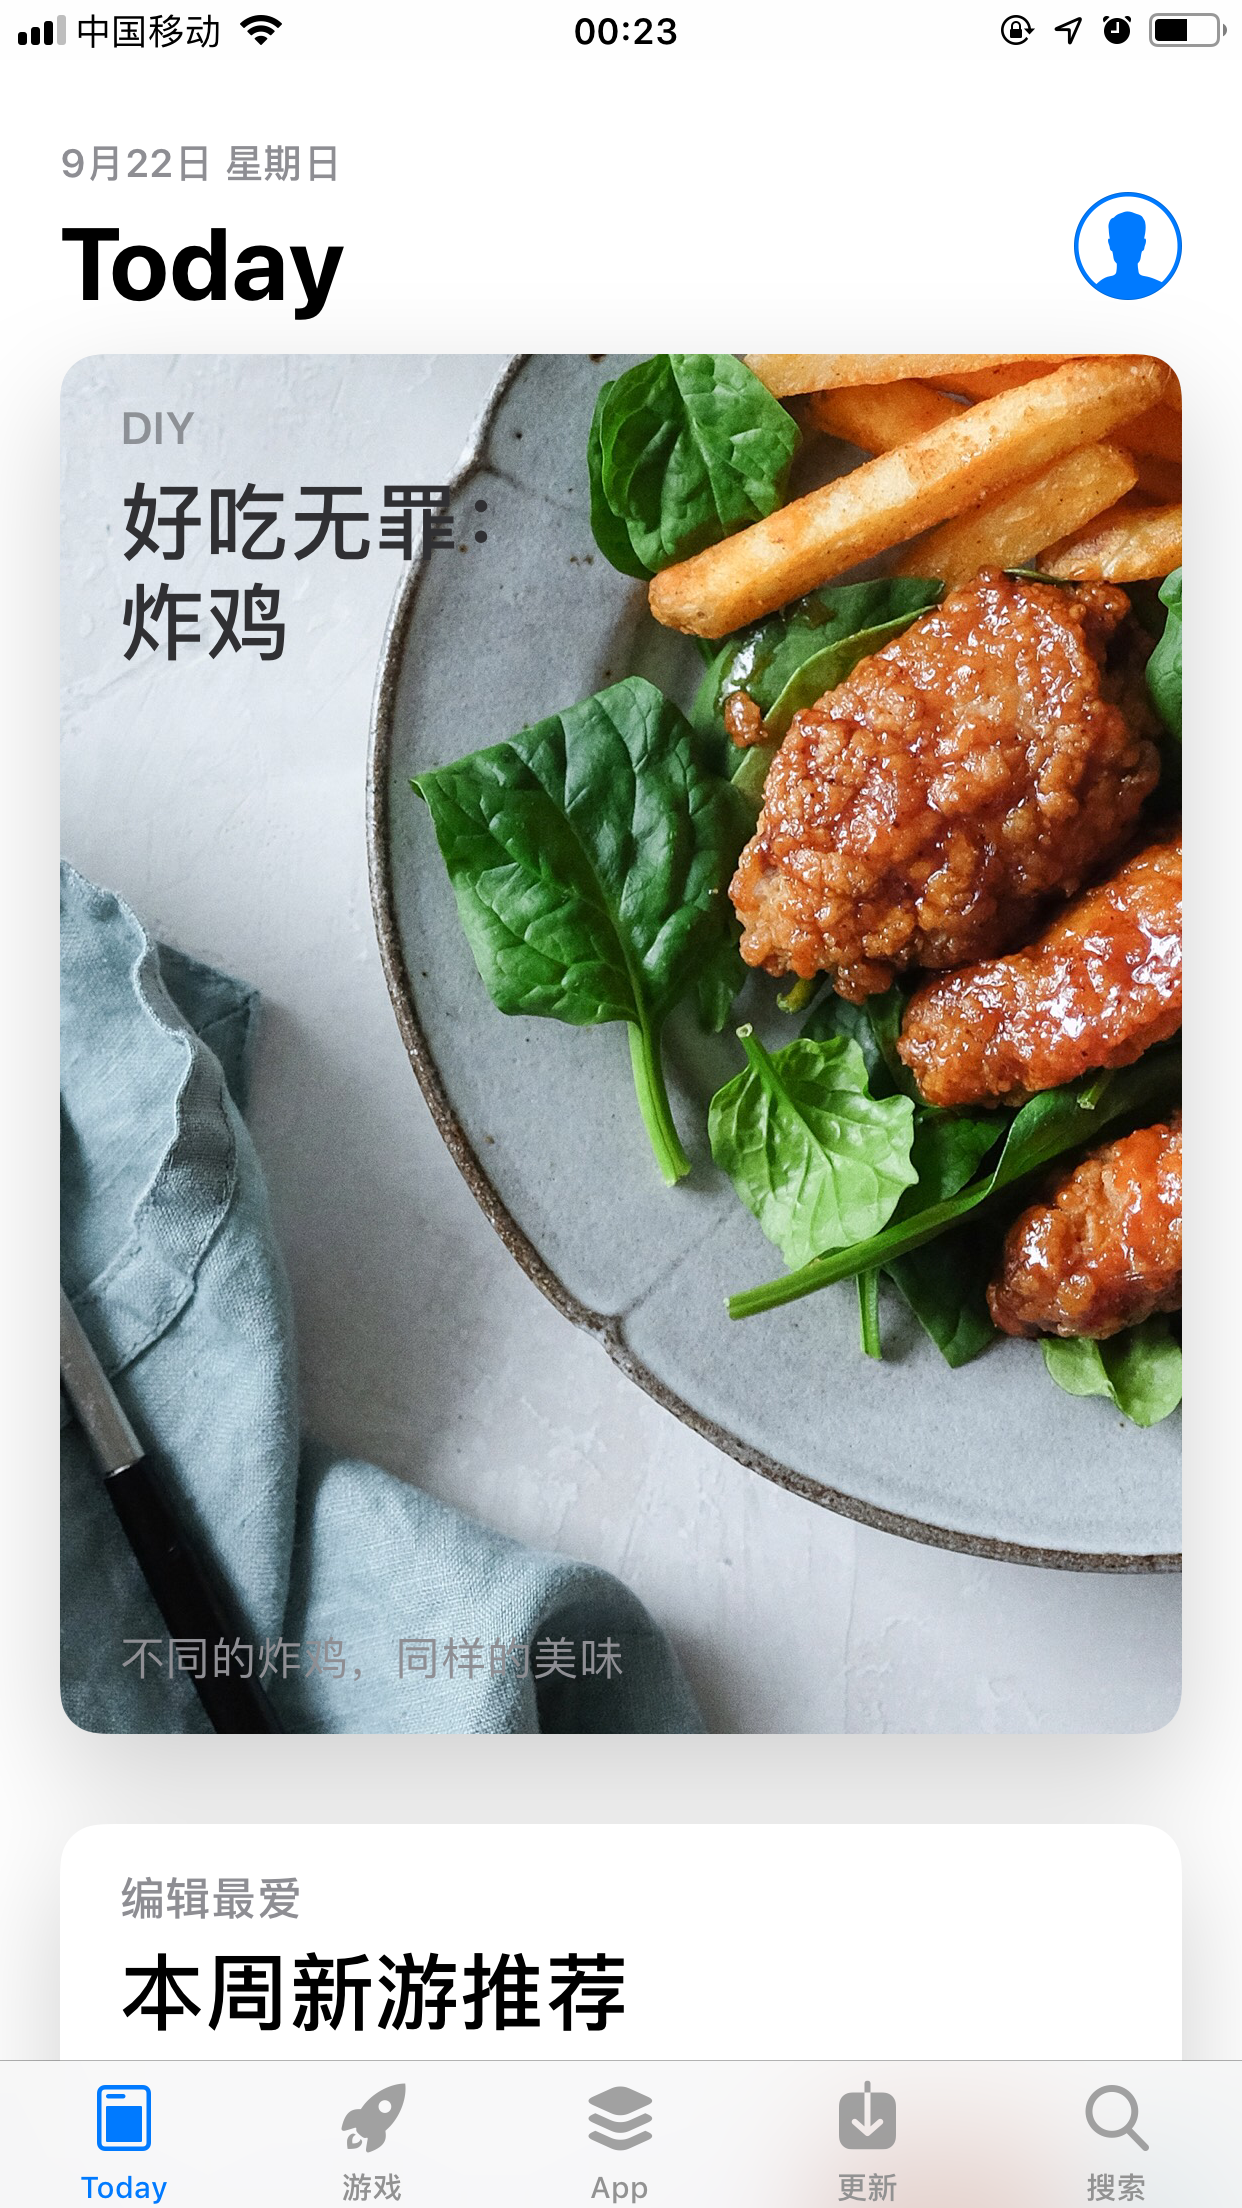 中国移动
00:23
9月22日 星期日
Today
DIY
好吃无罪：
炸鸡
不同的炸鸡，同样的美味
编辑最爱
本周新游推荐
Today
游戏
App
更新
搜索